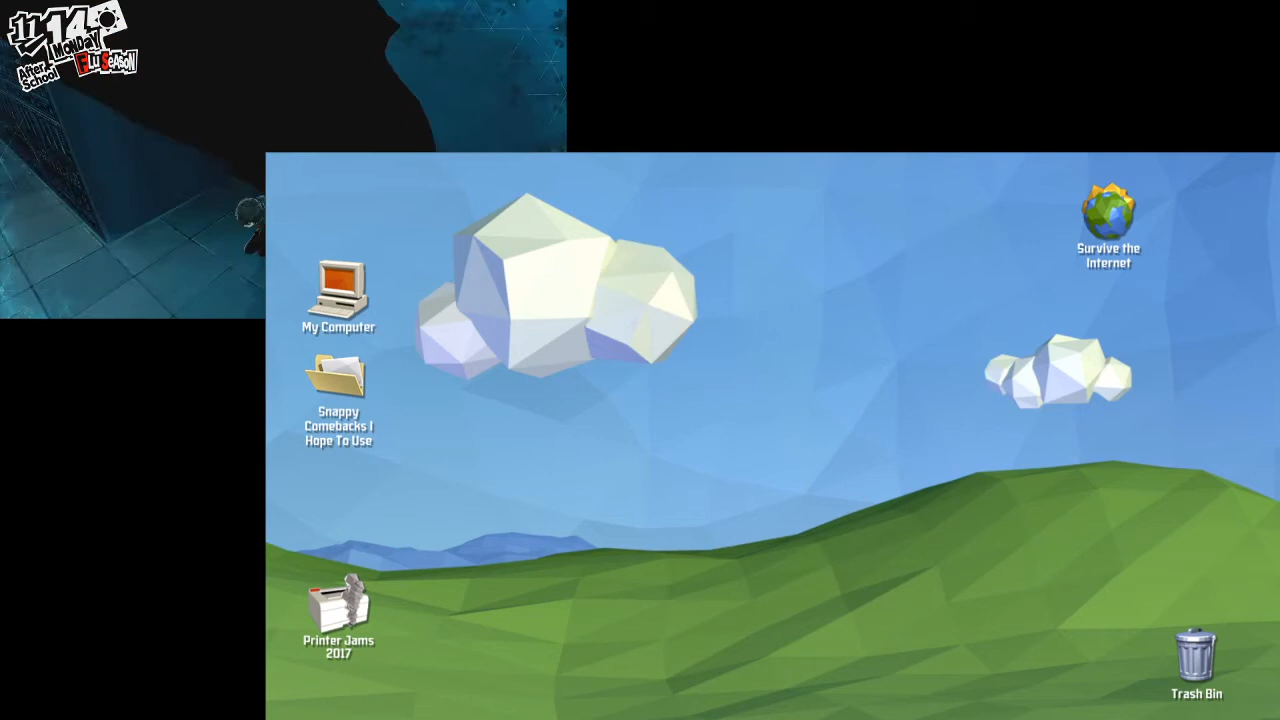 11 14
MONDAY
After
School
FLU SEASON
Survive the
Internet
My Computer
Snappy
Comebacks I
Hope To Use
Printer Jams
2017
Trash Bin